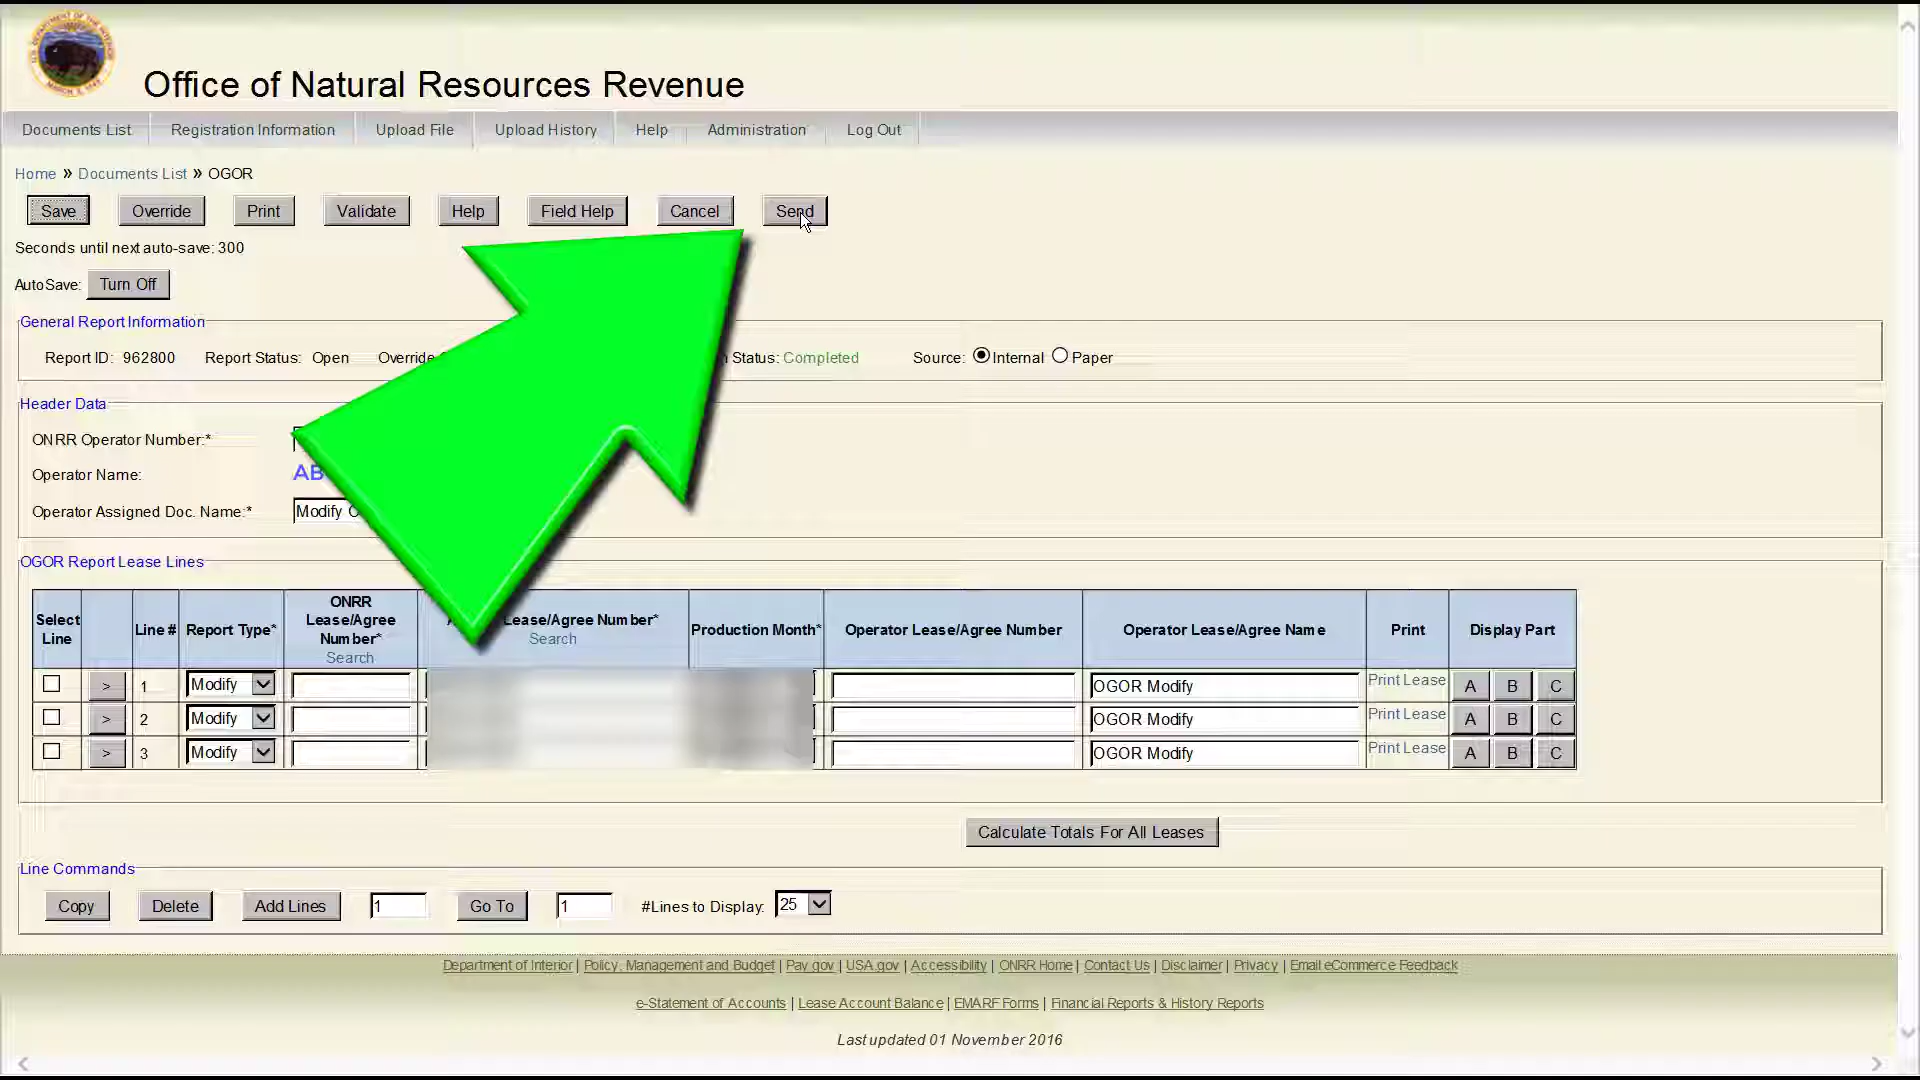 Office of Natural Resources Revenue
Documents List Registration Information Upload File Upload History Help Administration Log Out
Home » Documents List » OGOR
Save Override Print Validate Help Field Help Cancel Send
Seconds until next auto-save: 300
AutoSave: Turn Off
General Report Information
Report ID: 962800 Report Status: Open Override Status: Completed Source: Internal Paper
Header Data
ONRR Operator Number:*
Operator Name: AB
Operator Assigned Doc. Name:* Modify O
OGOR Report Lease Lines
Select Line Line # Report Type* ONRR Lease/Agree Number* Search Lease/Agree Number* Search Production Month* Operator Lease/Agree Number Operator Lease/Agree Name Print Display Part
> 1 Modify OGOR Modify Print Lease A B C
> 2 Modify OGOR Modify Print Lease A B C
> 3 Modify OGOR Modify Print Lease A B C
Calculate Totals For All Leases
Line Commands
Copy Delete Add Lines 1 Go To 1 #Lines to Display: 25
Department of Interior | Policy, Management and Budget | Pay.gov | USA.gov | Accessibility | ONRR Home | Contact Us | Disclaimer | Privacy | Email eCommerce Feedback
e-Statement of Accounts | Lease Account Balance | EMARF Forms | Financial Reports & History Reports
Last updated 01 November 2016